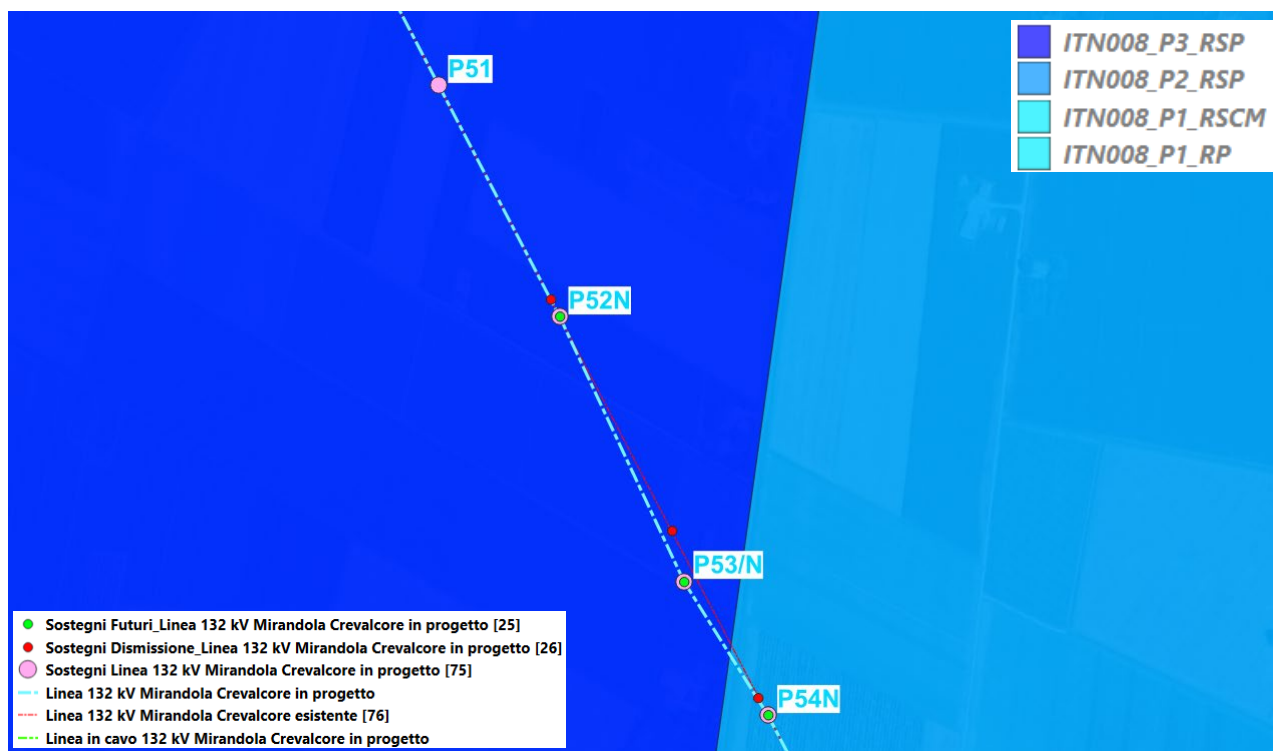 P51
ITN008_P3_RSP
ITN008_P2_RSP
ITN008_P1_RSCM
ITN008_P1_RP
P52N
P53/N
P54N
Sostegni Futuri_Linea 132 kV Mirandola Crevalcore in progetto [25]
Sostegni Dismissione_Linea 132 kV Mirandola Crevalcore in progetto [26]
Sostegni Linea 132 kV Mirandola Crevalcore in progetto [75]
Linea 132 kV Mirandola Crevalcore in progetto
Linea 132 kV Mirandola Crevalcore esistente [76]
Linea in cavo 132 kV Mirandola Crevalcore in progetto